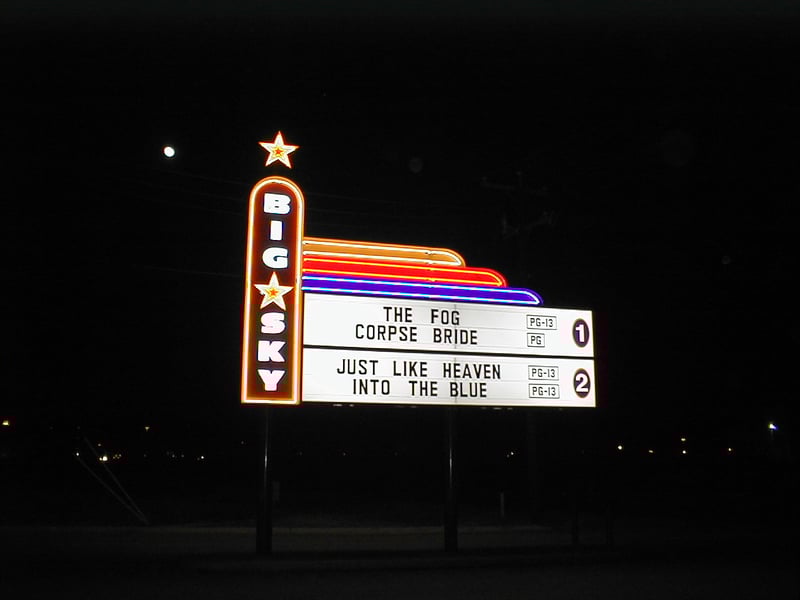 BIG SKY
THE FOG PG-13
CORPSE BRIDE PG
1
JUST LIKE HEAVEN PG-13
INTO THE BLUE PG-13
2